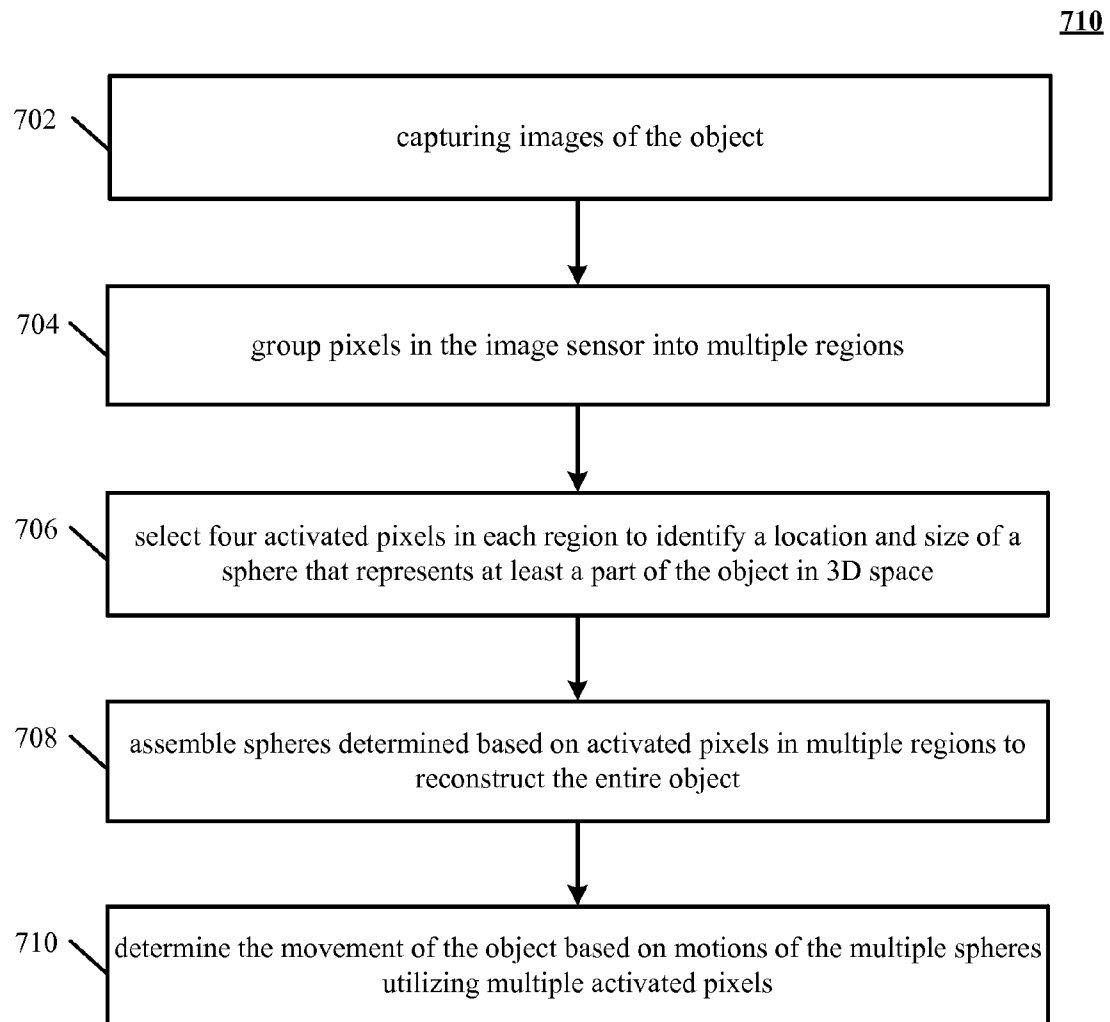 710
702
capturing images of the object
704
group pixels in the image sensor into multiple regions
706
select four activated pixels in each region to identify a location and size of a
sphere that represents at least a part of the object in 3D space
708
assemble spheres determined based on activated pixels in multiple regions to
reconstruct the entire object
710
determine the movement of the object based on motions of the multiple spheres
utilizing multiple activated pixels